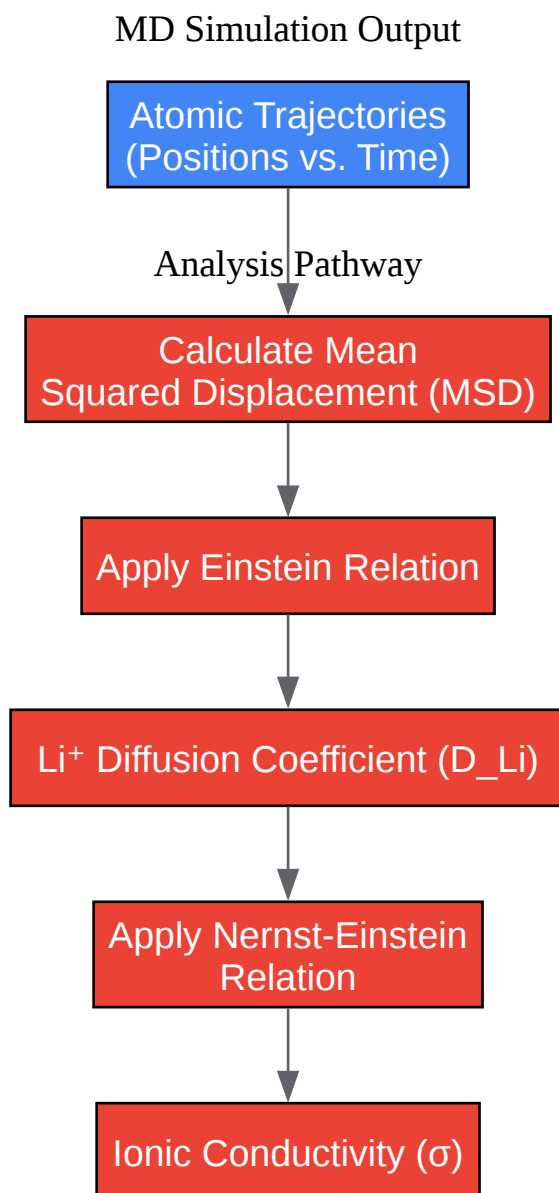 MD Simulation Output
Atomic Trajectories
(Positions vs. Time)
Analysis Pathway
Calculate Mean
Squared Displacement (MSD)
Apply Einstein Relation
Li⁺ Diffusion Coefficient (D_Li)
Apply Nernst-Einstein
Relation
Ionic Conductivity (σ)